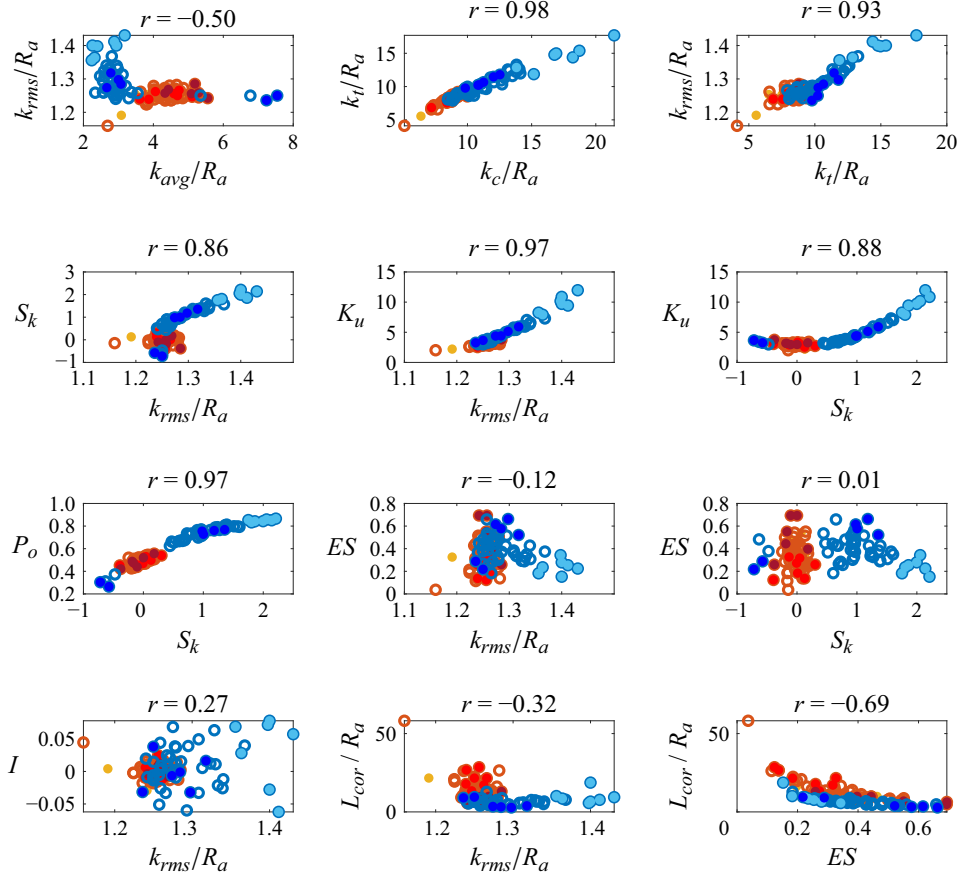 r = −0.50
k_rms/R_a
1.4
1.3
1.2
2 4 6 8
k_avg/R_a
r = 0.98
k_t/R_a
15
10
5
5 10 15 20
k_c/R_a
r = 0.93
k_rms/R_a
1.4
1.3
1.2
5 10 15 20
k_t/R_a
r = 0.86
S_k
3
2
1
0
−1
1.1 1.2 1.3 1.4
k_rms/R_a
r = 0.97
K_u
15
10
5
0
1.1 1.2 1.3 1.4
k_rms/R_a
r = 0.88
K_u
15
10
5
0
−1 0 1 2
S_k
r = 0.97
P_o
1.0
0.8
0.6
0.4
0.2
−1 0 1 2
S_k
r = −0.12
ES
0.8
0.6
0.4
0.2
0
1.1 1.2 1.3 1.4
k_rms/R_a
r = 0.01
ES
0.8
0.6
0.4
0.2
0
−1 0 1 2
S_k
r = 0.27
I
0.05
0
−0.05
1.2 1.3 1.4
k_rms/R_a
r = −0.32
L_cor / R_a
50
0
1.2 1.3 1.4
k_rms/R_a
r = −0.69
L_cor / R_a
50
0
0.2 0.4 0.6
ES